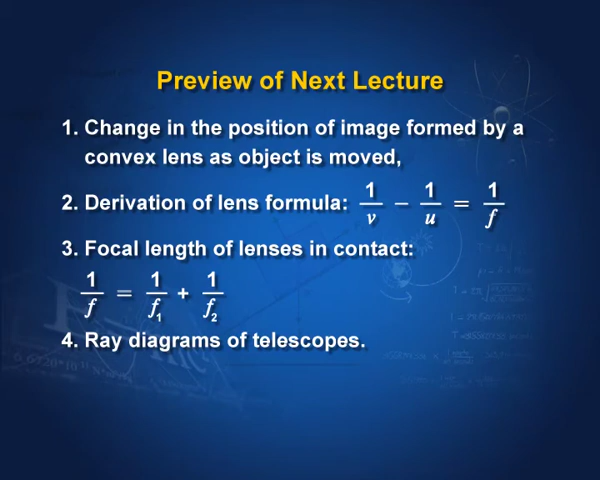 Preview of Next Lecture
1. Change in the position of image formed by a
convex lens as object is moved,
2. Derivation of lens formula: 1/v − 1/u = 1/f
3. Focal length of lenses in contact:
1/f = 1/f₁ + 1/f₂
4. Ray diagrams of telescopes.